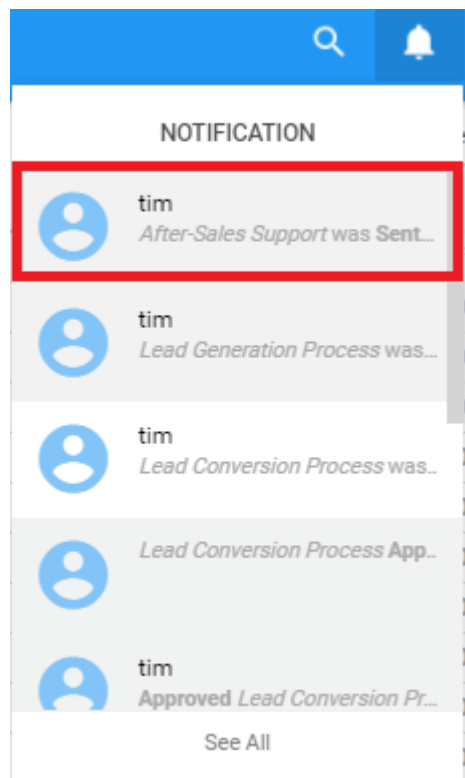 NOTIFICATION
tim
After-Sales Support was Sent...
tim
Lead Generation Process was...
tim
Lead Conversion Process was..
Lead Conversion Process App..
tim
Approved Lead Conversion Pr...
See All